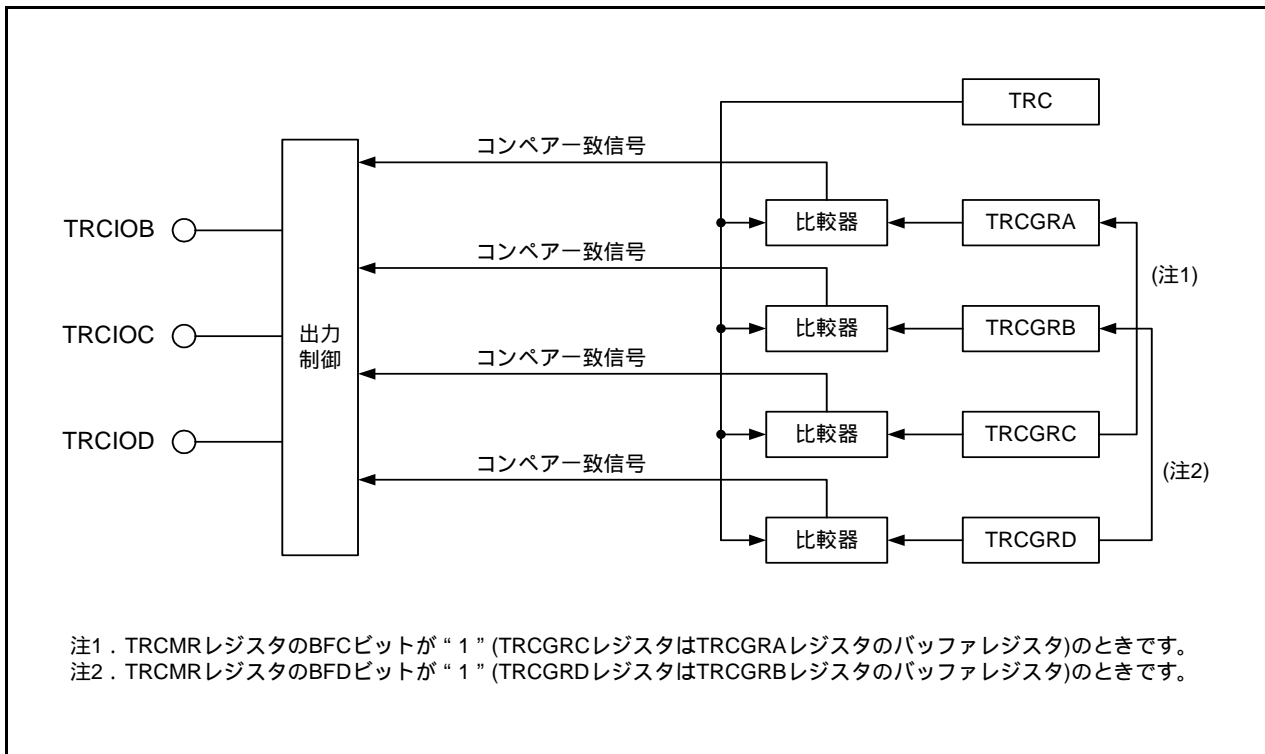 TRC
コンペア一致信号
比較器
TRCGRA
TRCIOB
コンペア一致信号
(注1)
比較器
TRCGRB
TRCIOC
出力
制御
コンペア一致信号
比較器
TRCGRC
TRCIOD
コンペア一致信号
(注2)
比較器
TRCGRD
注1．TRCMRレジスタのBFCビットが“1”(TRCGRCレジスタはTRCGRAレジスタのバッファレジスタ)のときです。
注2．TRCMRレジスタのBFDビットが“1”(TRCGRDレジスタはTRCGRBレジスタのバッファレジスタ)のときです。